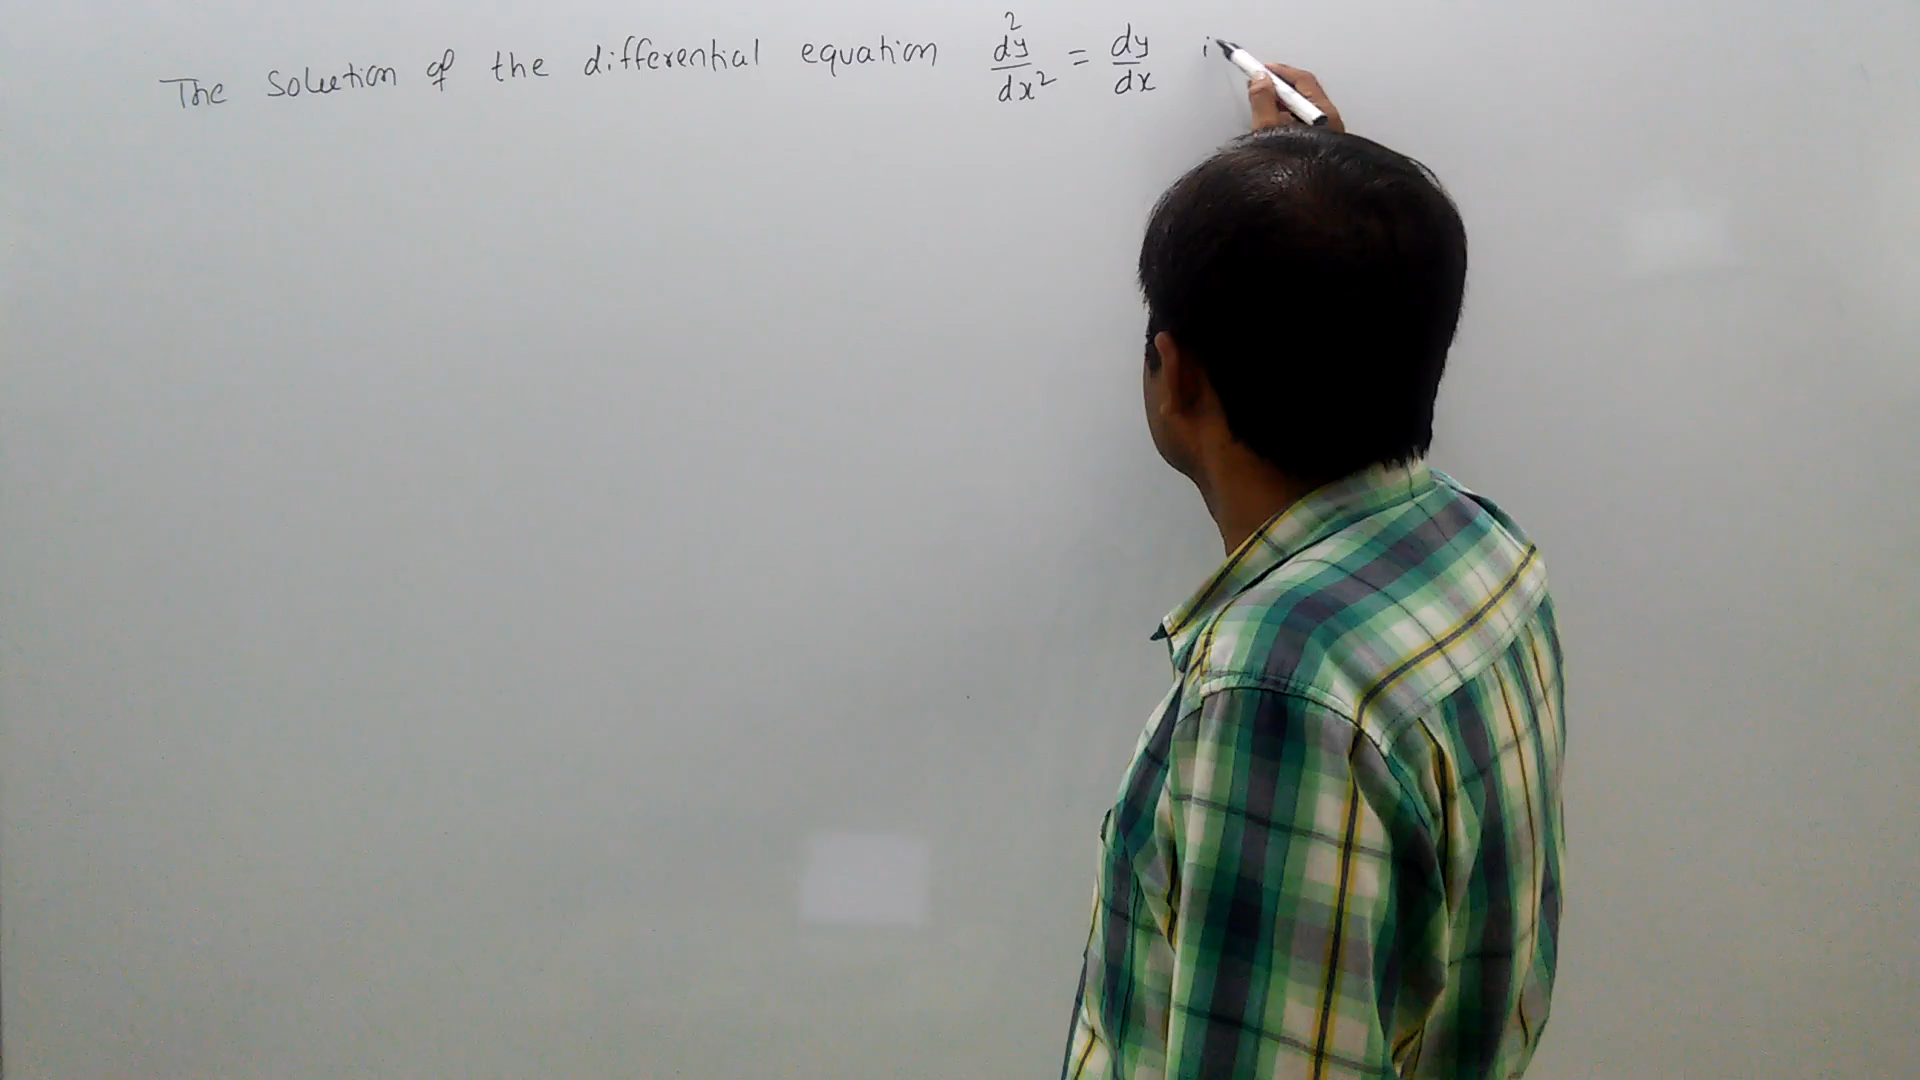 The solution of the differential equation d²y/dx² = dy/dx i